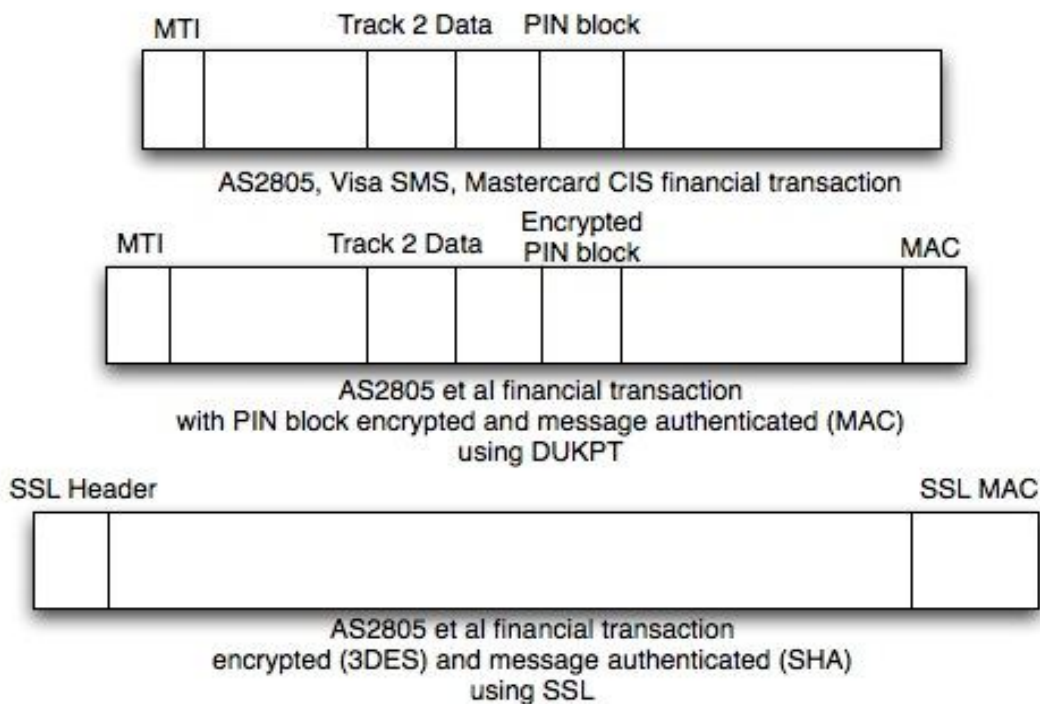 MTI Track 2 Data PIN block
AS2805, Visa SMS, Mastercard CIS financial transaction
MTI Track 2 Data Encrypted PIN block MAC
AS2805 et al financial transaction
with PIN block encrypted and message authenticated (MAC)
using DUKPT
SSL Header SSL MAC
AS2805 et al financial transaction
encrypted (3DES) and message authenticated (SHA)
using SSL